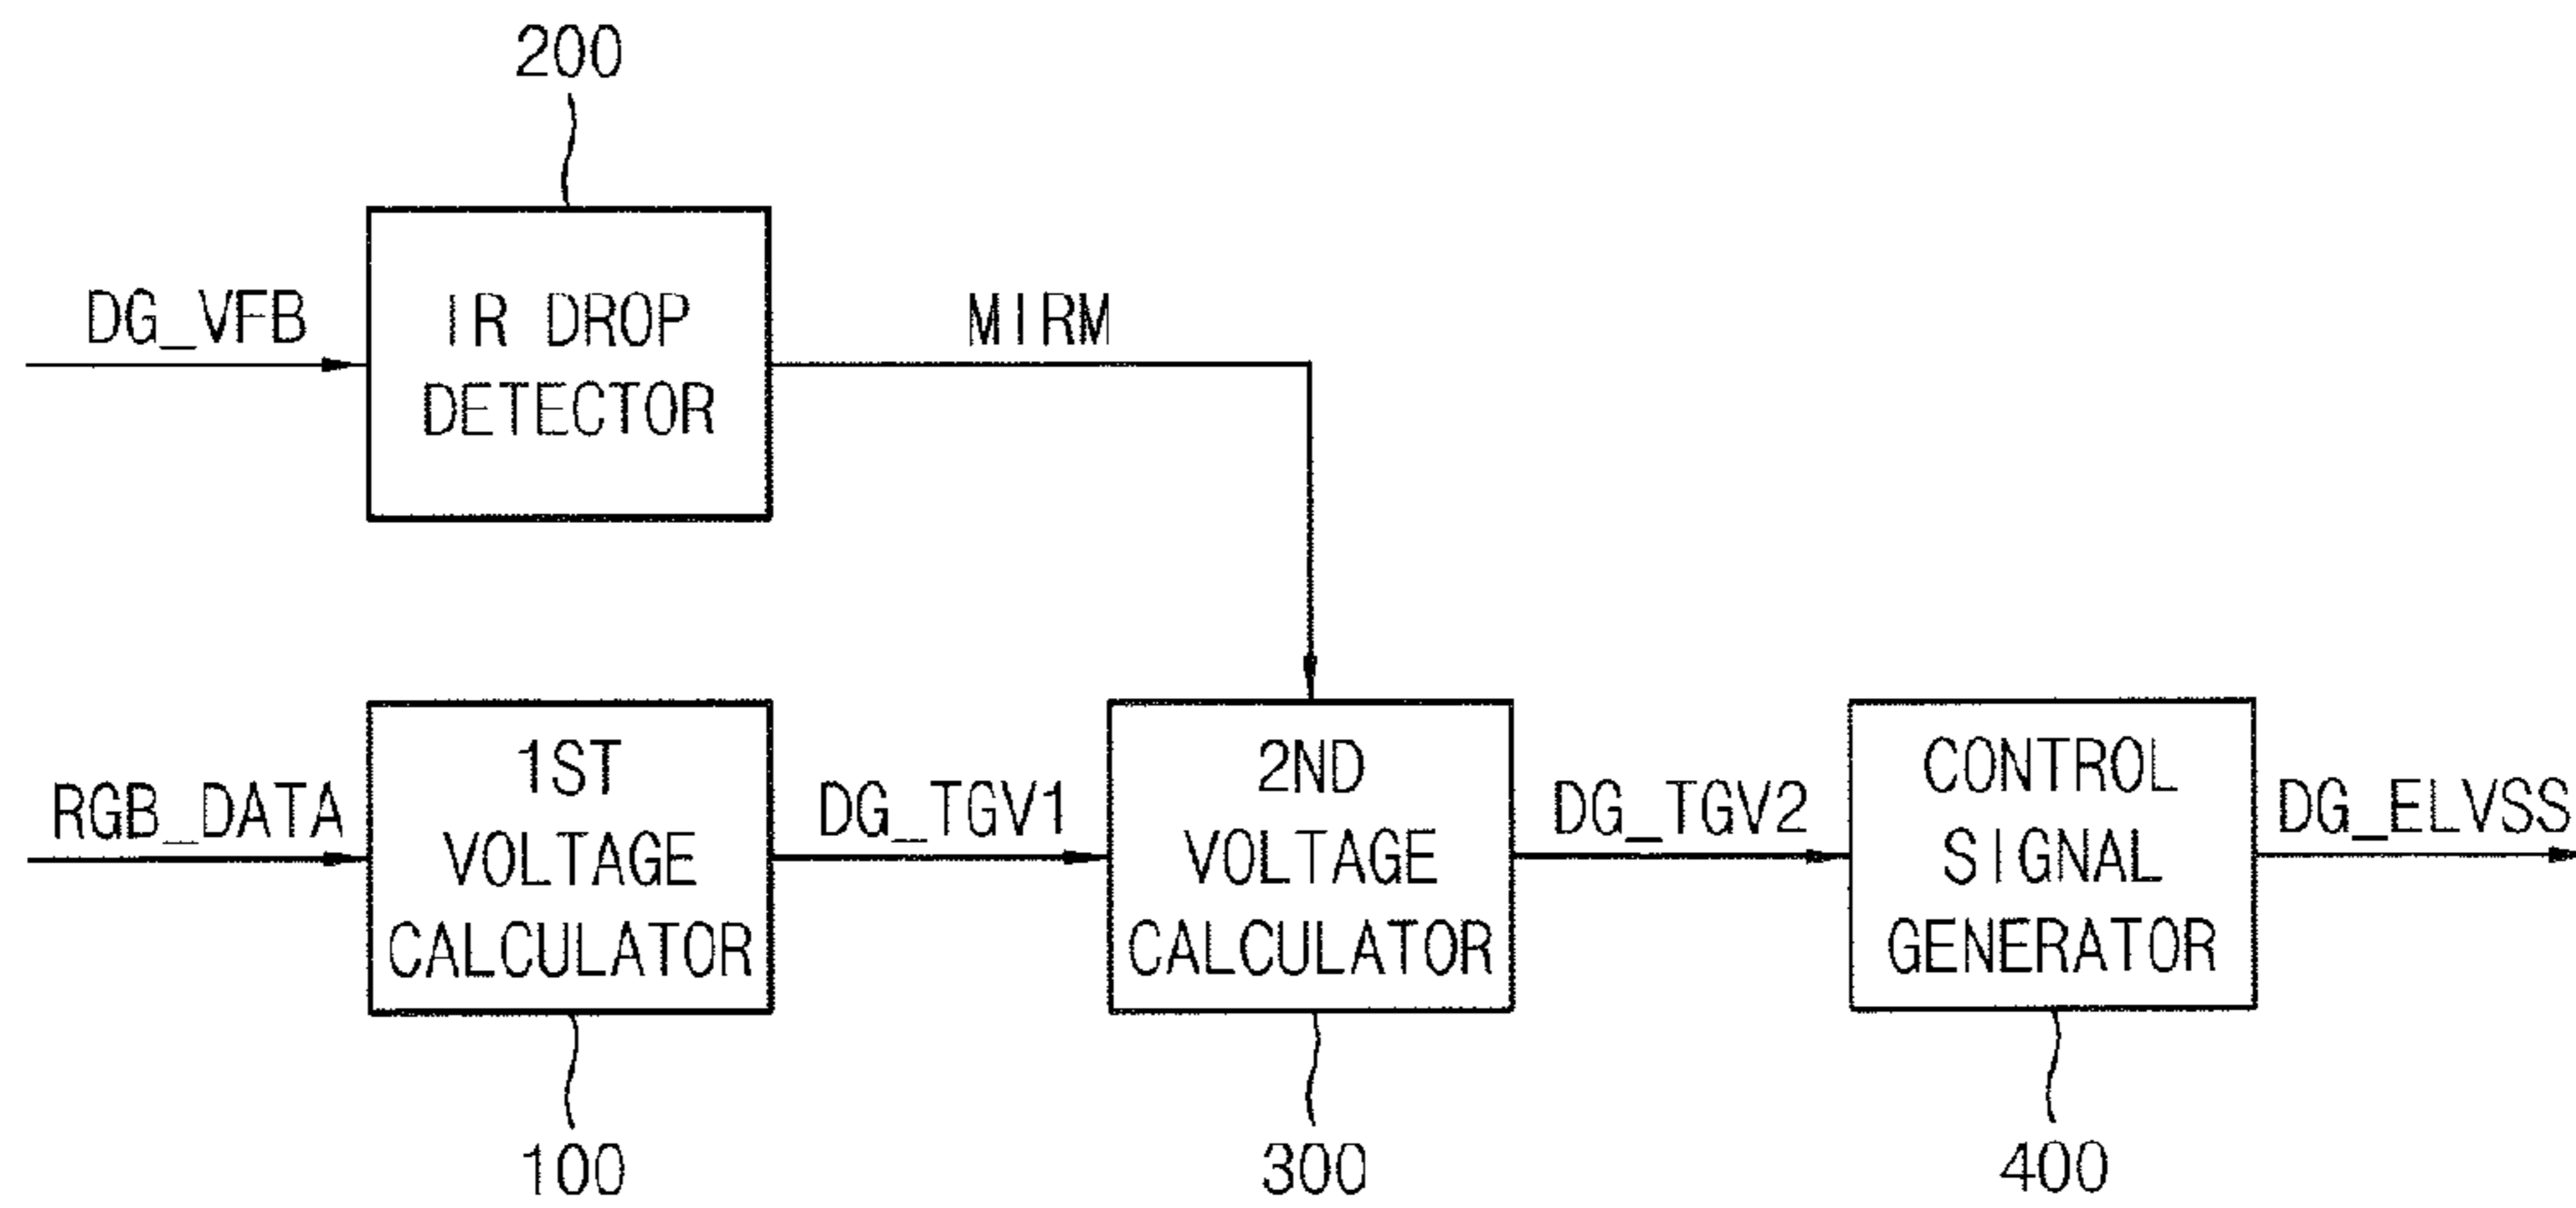 200
DG_VFB
IR DROP
DETECTOR
MIRM
RGB_DATA
1ST
VOLTAGE
CALCULATOR
DG_TGV1
2ND
VOLTAGE
CALCULATOR
DG_TGV2
CONTROL
SIGNAL
GENERATOR
DG_ELVSS
100
300
400